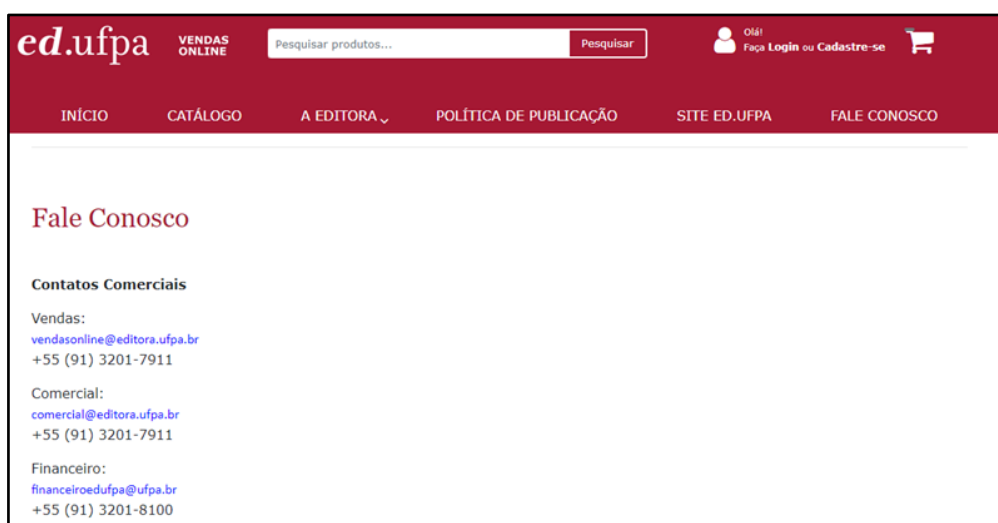 ed.ufpa
VENDAS
ONLINE
Pesquisar produtos...
Pesquisar
Olá!
Faça Login ou Cadastre-se
INÍCIO
CATÁLOGO
A EDITORA
POLÍTICA DE PUBLICAÇÃO
SITE ED.UFPA
FALE CONOSCO
Fale Conosco
Contatos Comerciais
Vendas:
vendasonline@editora.ufpa.br
+55 (91) 3201-7911
Comercial:
comercial@editora.ufpa.br
+55 (91) 3201-7911
Financeiro:
financeiroedufpa@ufpa.br
+55 (91) 3201-8100